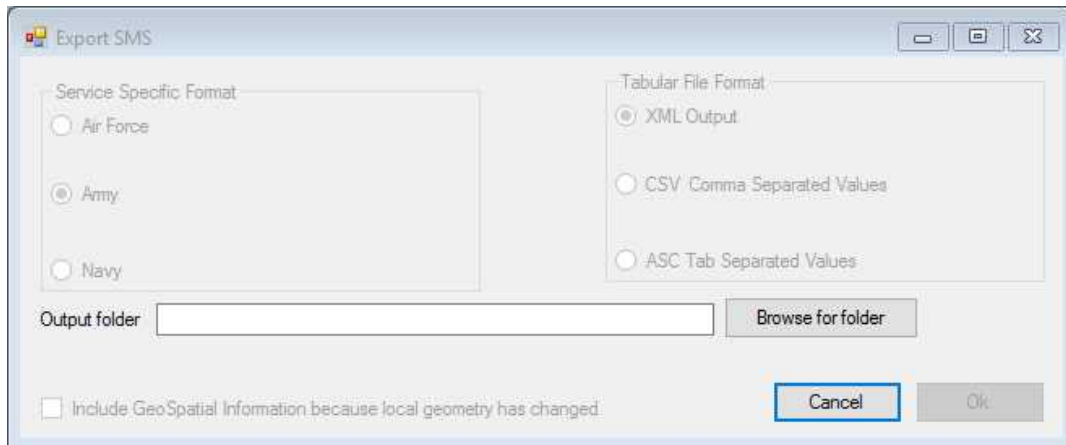 Export SMS
Service Specific Format
Air Force
Army
Navy
Tabular File Format
XML Output
CSV Comma Separated Values
ASC Tab Separated Values
Output folder
Browse for folder
Include GeoSpatial Information because local geometry has changed
Cancel
Ok